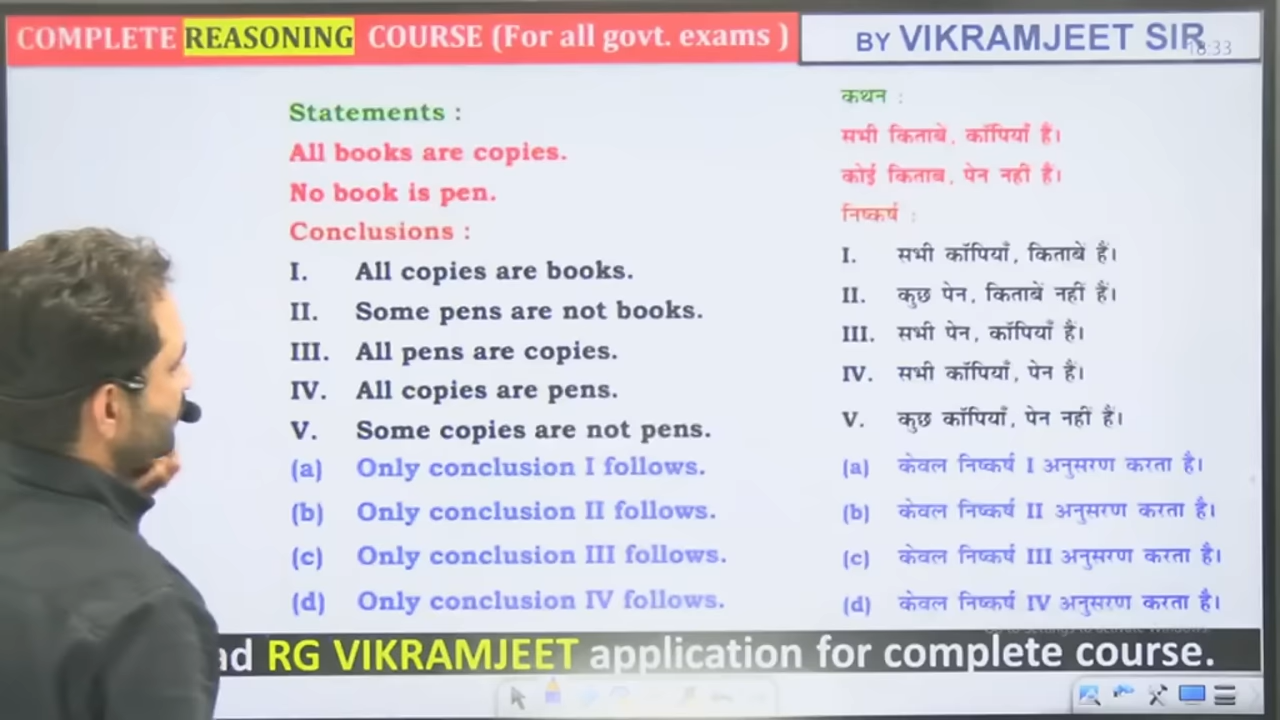 COMPLETE REASONING COURSE (For all govt. exams )
BY VIKRAMJEET SIR
18:33
Statements :
All books are copies.
No book is pen.
Conclusions :
I. All copies are books.
II. Some pens are not books.
III. All pens are copies.
IV. All copies are pens.
V. Some copies are not pens.
(a) Only conclusion I follows.
(b) Only conclusion II follows.
(c) Only conclusion III follows.
(d) Only conclusion IV follows.
कथन :
सभी किताबें, कॉपियाँ हैं।
कोई किताब, पेन नहीं है।
निष्कर्ष :
I. सभी कॉपियाँ, किताबें हैं।
II. कुछ पेन, किताबें नहीं हैं।
III. सभी पेन, कॉपियाँ हैं।
IV. सभी कॉपियाँ, पेन हैं।
V. कुछ कॉपियाँ, पेन नहीं हैं।
(a) केवल निष्कर्ष I अनुसरण करता है।
(b) केवल निष्कर्ष II अनुसरण करता है।
(c) केवल निष्कर्ष III अनुसरण करता है।
(d) केवल निष्कर्ष IV अनुसरण करता है।
ad RG VIKRAMJEET application for complete course.